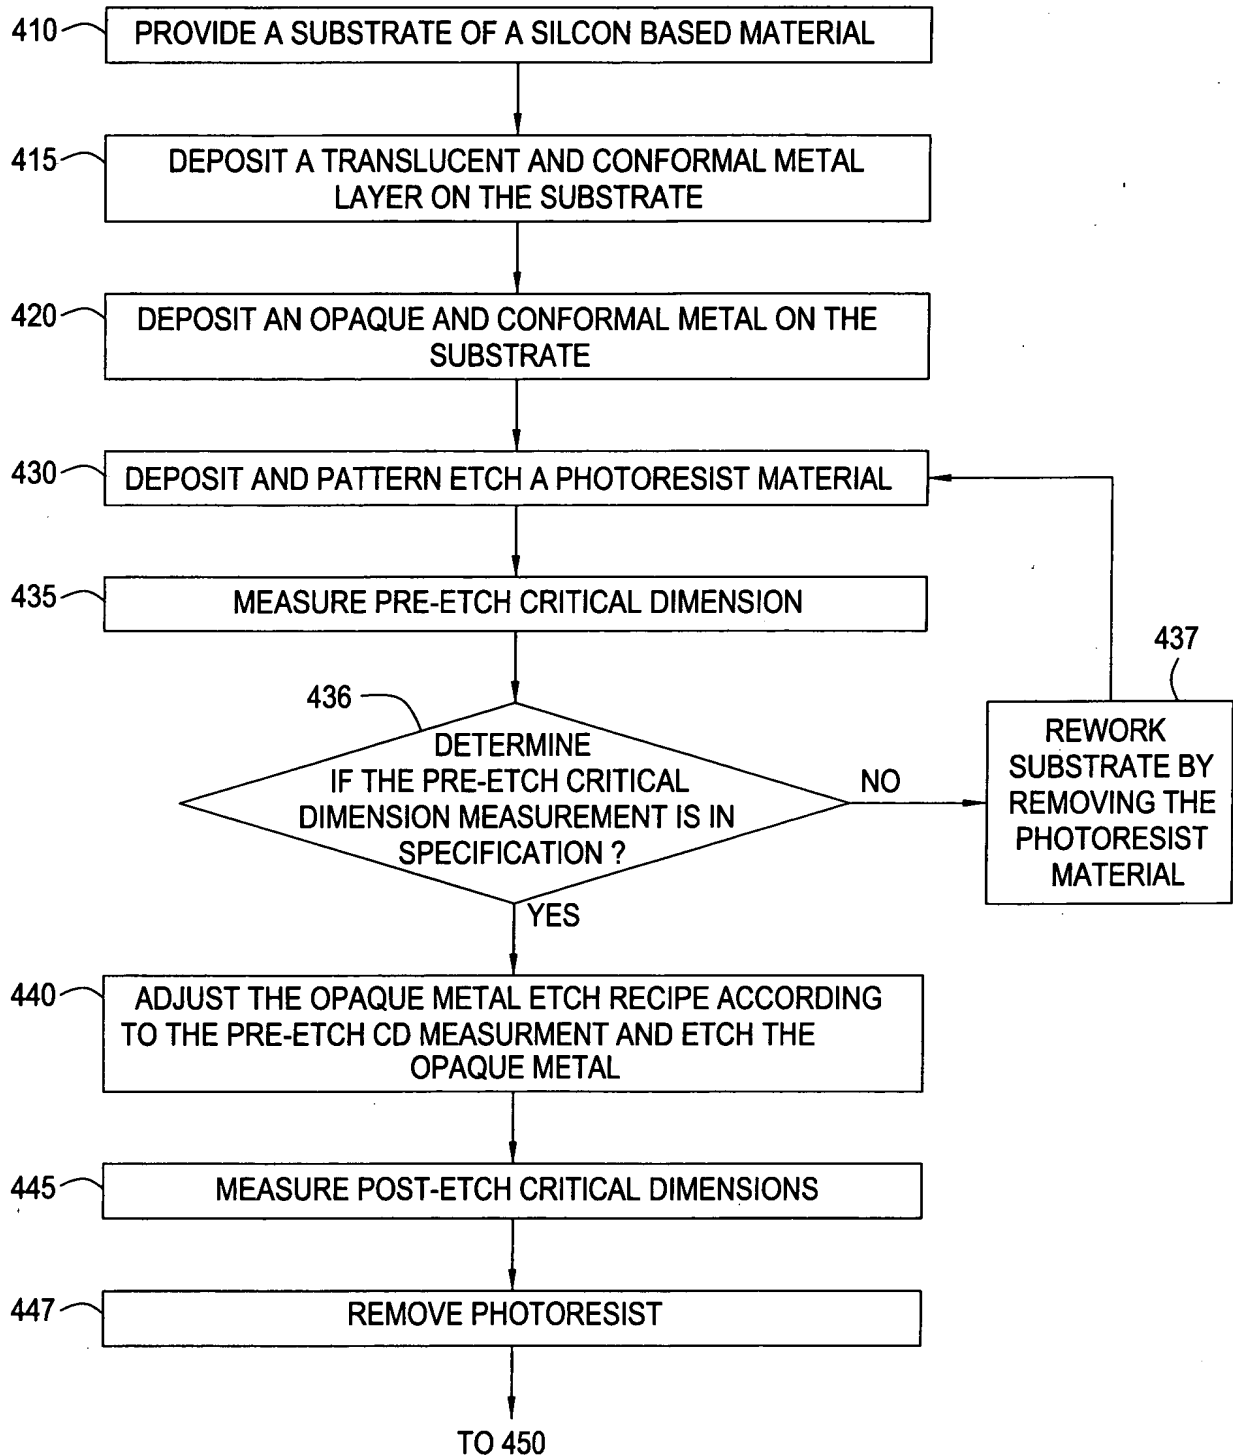 410
PROVIDE A SUBSTRATE OF A SILCON BASED MATERIAL
415
DEPOSIT A TRANSLUCENT AND CONFORMAL METAL
LAYER ON THE SUBSTRATE
420
DEPOSIT AN OPAQUE AND CONFORMAL METAL ON THE
SUBSTRATE
430
DEPOSIT AND PATTERN ETCH A PHOTORESIST MATERIAL
435
MEASURE PRE-ETCH CRITICAL DIMENSION
436
DETERMINE
IF THE PRE-ETCH CRITICAL
DIMENSION MEASUREMENT IS IN
SPECIFICATION ?
NO
437
REWORK
SUBSTRATE BY
REMOVING THE
PHOTORESIST
MATERIAL
YES
440
ADJUST THE OPAQUE METAL ETCH RECIPE ACCORDING
TO THE PRE-ETCH CD MEASURMENT AND ETCH THE
OPAQUE METAL
445
MEASURE POST-ETCH CRITICAL DIMENSIONS
447
REMOVE PHOTORESIST
TO 450